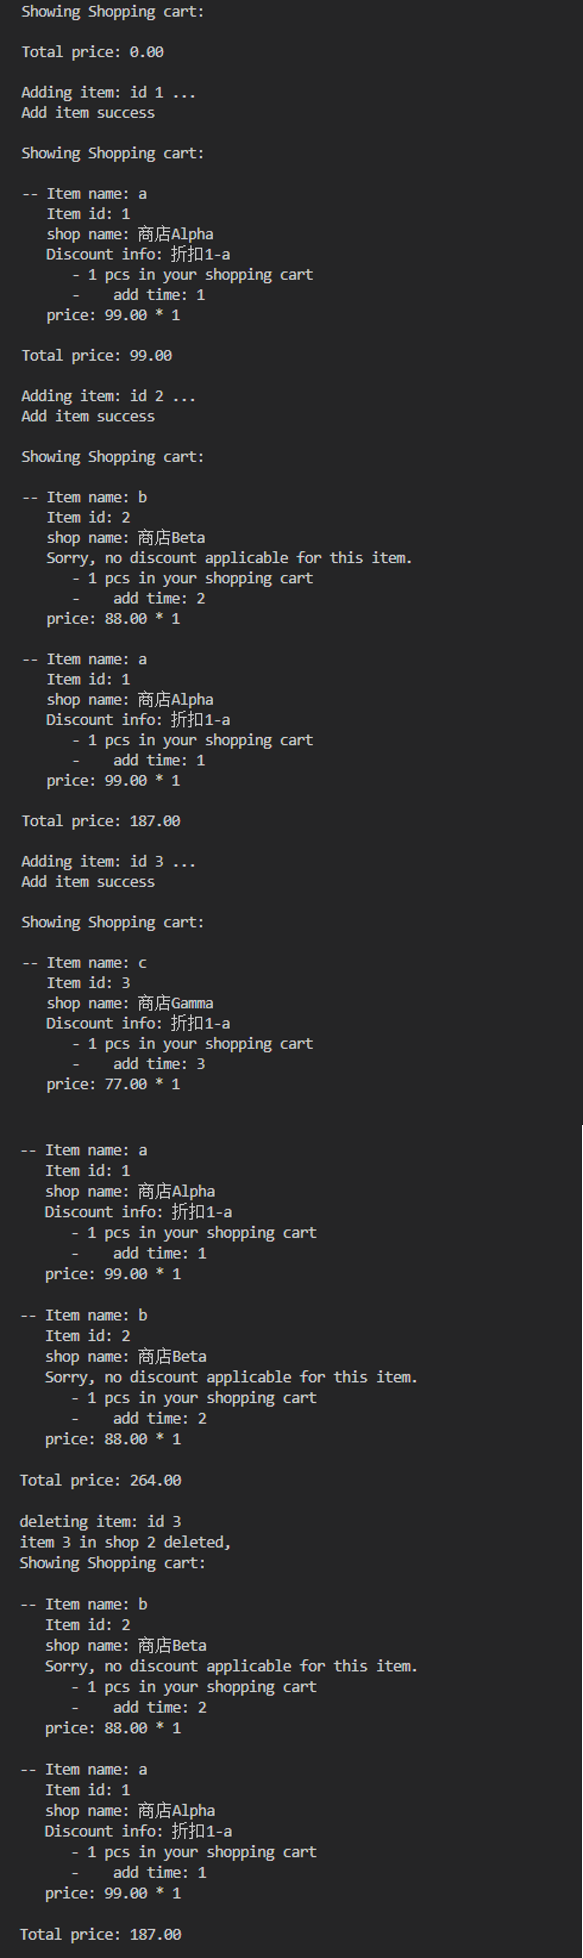 Showing Shopping cart:
Total price: 0.00
Adding item: id 1 ...
Add item success
Showing Shopping cart:
-- Item name: a
Item id: 1
shop name: 商店Alpha
Discount info: 折扣1-a
- 1 pcs in your shopping cart
-    add time: 1
price: 99.00 * 1
Total price: 99.00
Adding item: id 2 ...
Add item success
Showing Shopping cart:
-- Item name: b
Item id: 2
shop name: 商店Beta
Sorry, no discount applicable for this item.
- 1 pcs in your shopping cart
-    add time: 2
price: 88.00 * 1
-- Item name: a
Item id: 1
shop name: 商店Alpha
Discount info: 折扣1-a
- 1 pcs in your shopping cart
-    add time: 1
price: 99.00 * 1
Total price: 187.00
Adding item: id 3 ...
Add item success
Showing Shopping cart:
-- Item name: c
Item id: 3
shop name: 商店Gamma
Discount info: 折扣1-a
- 1 pcs in your shopping cart
-    add time: 3
price: 77.00 * 1
-- Item name: a
Item id: 1
shop name: 商店Alpha
Discount info: 折扣1-a
- 1 pcs in your shopping cart
-    add time: 1
price: 99.00 * 1
-- Item name: b
Item id: 2
shop name: 商店Beta
Sorry, no discount applicable for this item.
- 1 pcs in your shopping cart
-    add time: 2
price: 88.00 * 1
Total price: 264.00
deleting item: id 3
item 3 in shop 2 deleted,
Showing Shopping cart:
-- Item name: b
Item id: 2
shop name: 商店Beta
Sorry, no discount applicable for this item.
- 1 pcs in your shopping cart
-    add time: 2
price: 88.00 * 1
-- Item name: a
Item id: 1
shop name: 商店Alpha
Discount info: 折扣1-a
- 1 pcs in your shopping cart
-    add time: 1
price: 99.00 * 1
Total price: 187.00